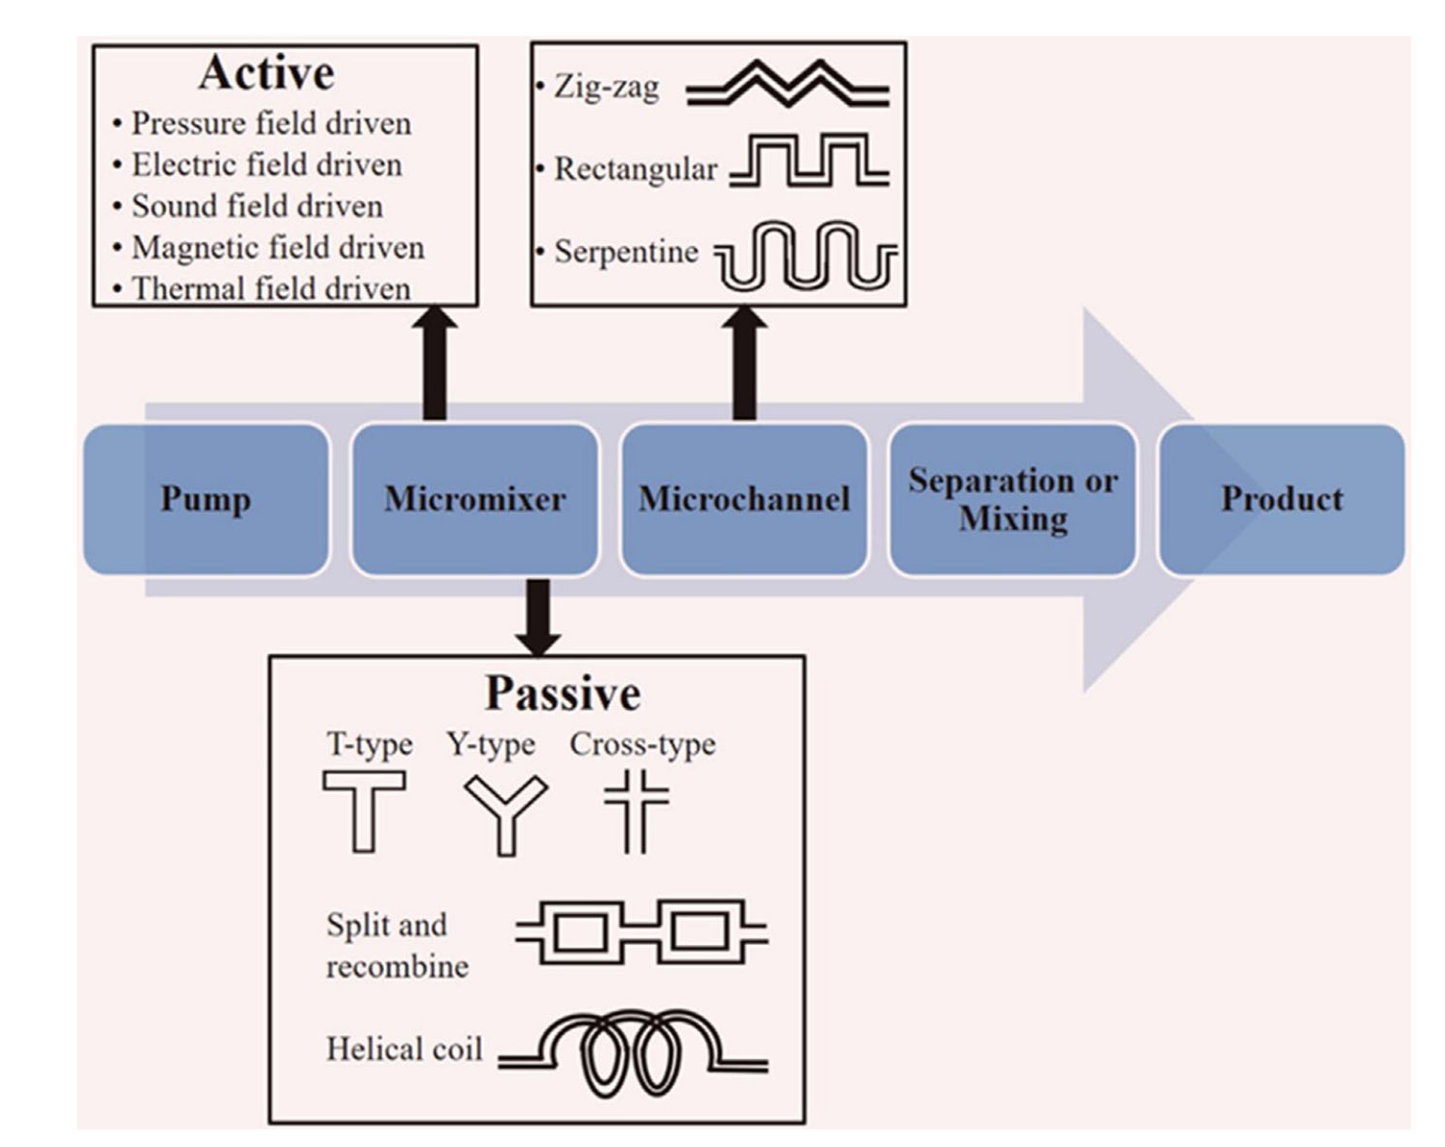 Active
• Pressure field driven
• Electric field driven
• Sound field driven
• Magnetic field driven
• Thermal field driven
• Zig-zag
• Rectangular
• Serpentine
Pump
Micromixer
Microchannel
Separation or
Mixing
Product
Passive
T-type Y-type Cross-type
Split and
recombine
Helical coil